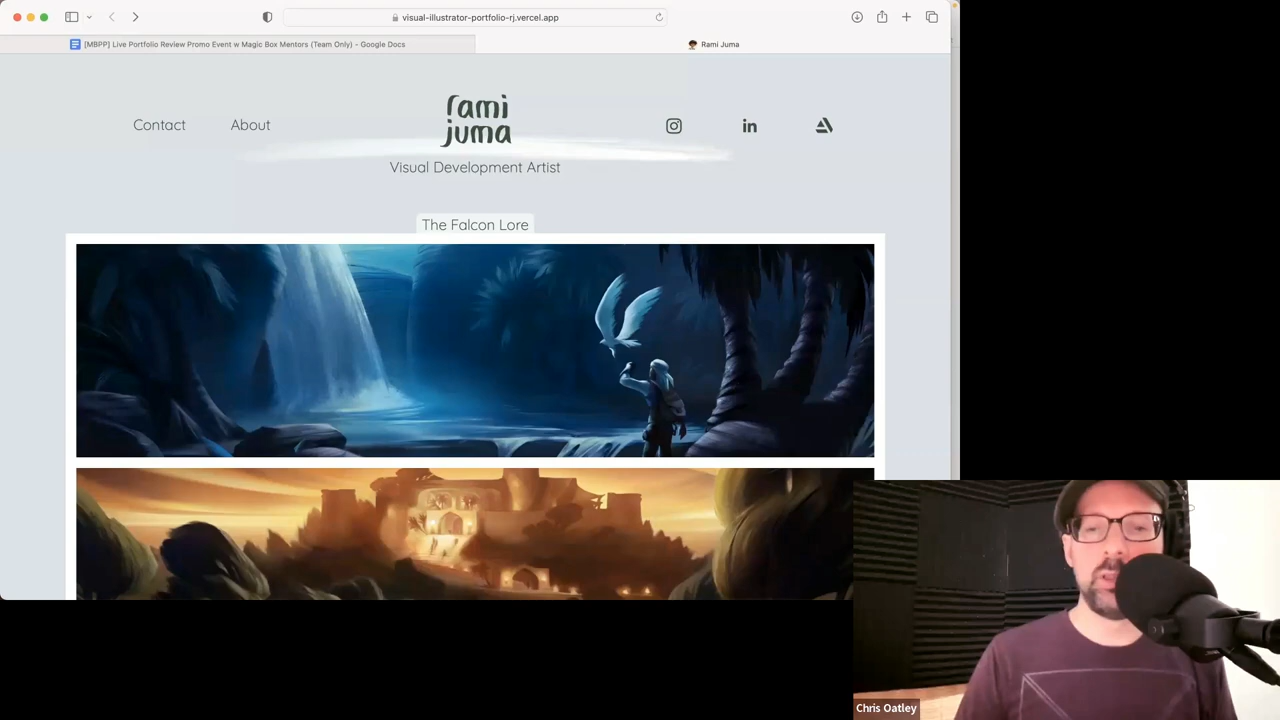 visual-illustrator-portfolio-rj.vercel.app
[MBPP] Live Portfolio Review Promo Event w Magic Box Mentors (Team Only) - Google Docs
Rami Juma
Contact
About
rami
juma
in
Visual Development Artist
The Falcon Lore
Chris Oatley